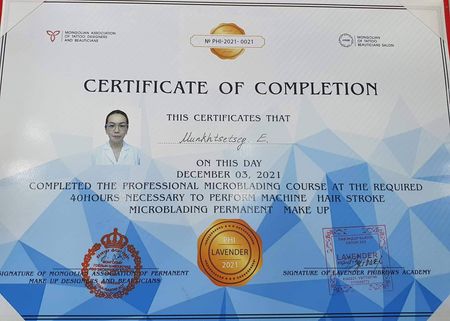 MONGOLIAN ASSOCIATION
OF TATTOO DESIGNERS
AND BEAUTICIANS
№ PHI-2021-0021
MONGOLIAN
OF TATTOO
BEAUTICIANS SALON
CERTIFICATE OF COMPLETION
THIS CERTIFICATES THAT
Munkhtsetseg E.
ON THIS DAY
DECEMBER 03, 2021
COMPLETED THE PROFESSIONAL MICROBLADING COURSE AT THE REQUIRED
40HOURS NECESSARY TO PERFORM MACHINE HAIR STROKE
MICROBLADING PERMANENT MAKE UP
PHI
LAVENDER
2021
SIGNATURE OF MONGOLIAN ASSOCIATION OF PERMANENT
MAKE UP DESIGNERS AND BEAUTICIANS
SIGNATURE OF LAVENDER PHIBROWS ACADEMY
LAVENDER